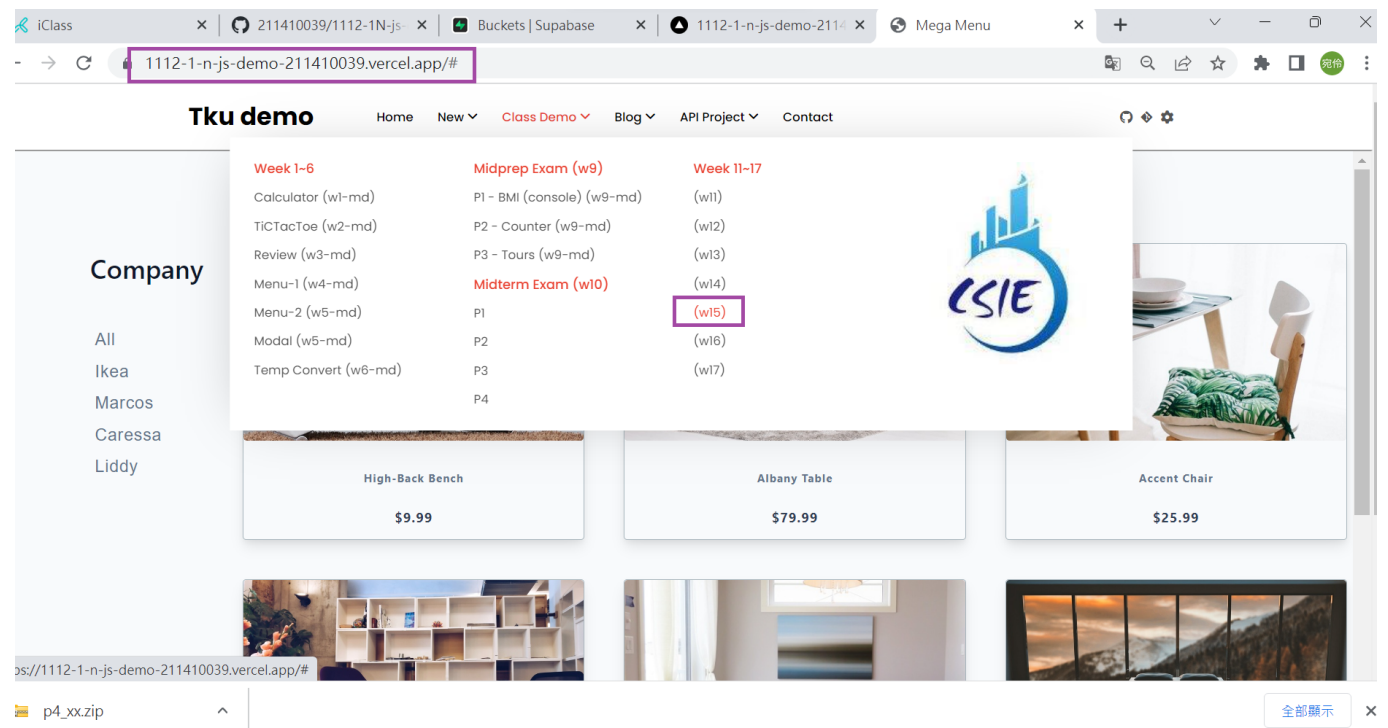 iClass
211410039/1112-1N-js-
Buckets | Supabase
1112-1-n-js-demo-2114
Mega Menu
1112-1-n-js-demo-211410039.vercel.app/#
宛伶
Tku demo
Home New Class Demo Blog API Project Contact
Week 1~6
Calculator (w1-md)
TiCTacToe (w2-md)
Review (w3-md)
Menu-1 (w4-md)
Menu-2 (w5-md)
Modal (w5-md)
Temp Convert (w6-md)
Midprep Exam (w9)
P1 - BMI (console) (w9-md)
P2 - Counter (w9-md)
P3 - Tours (w9-md)
Midterm Exam (w10)
P1
P2
P3
P4
Week 11~17
(w11)
(w12)
(w13)
(w14)
(w15)
(w16)
(w17)
CSIE
Company
All
Ikea
Marcos
Caressa
Liddy
High-Back Bench
$9.99
Albany Table
$79.99
Accent Chair
$25.99
ps://1112-1-n-js-demo-211410039.vercel.app/#
p4_xx.zip
全部顯示